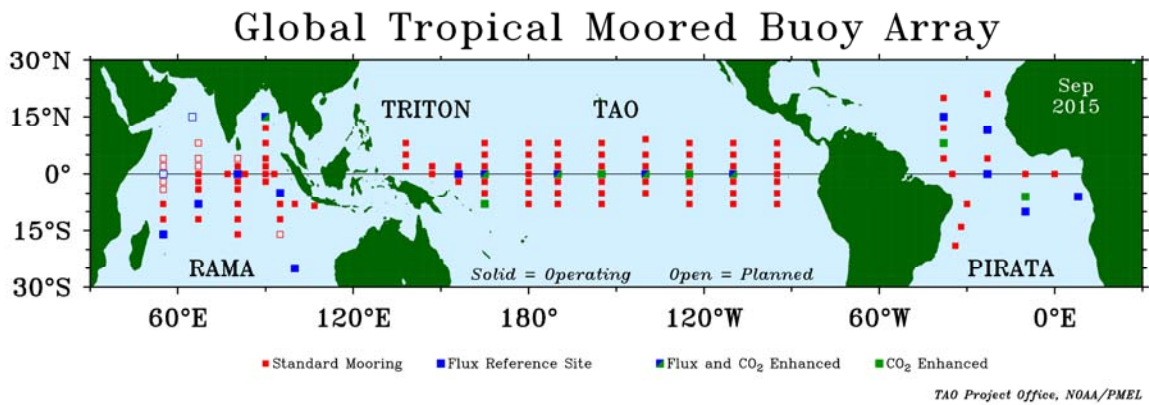 Global Tropical Moored Buoy Array
30°N
15°N
0°
15°S
30°S
TRITON
TAO
Sep
2015
RAMA
Solid = Operating Open = Planned
PIRATA
60°E 120°E 180° 120°W 60°W 0°E
Standard Mooring Flux Reference Site Flux and CO₂ Enhanced CO₂ Enhanced
TAO Project Office, NOAA/PMEL